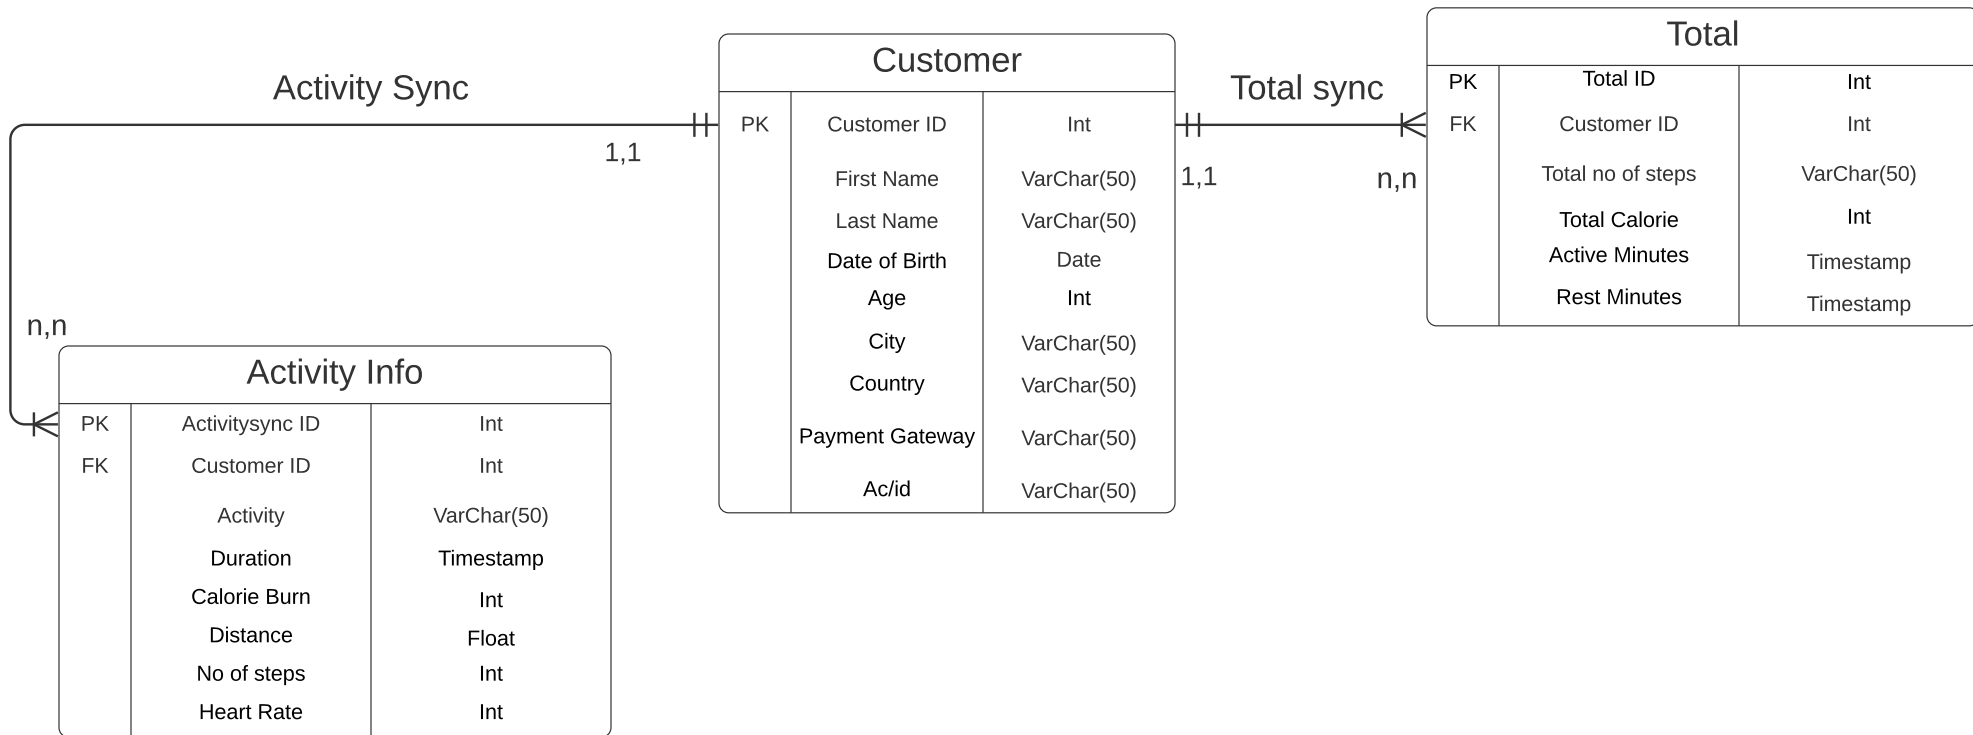 Activity Sync
1,1
n,n
Customer
PK Customer ID Int
First Name VarChar(50)
Last Name VarChar(50)
Date of Birth Date
Age Int
City VarChar(50)
Country VarChar(50)
Payment Gateway VarChar(50)
Ac/id VarChar(50)
Total sync
1,1
n,n
Total
PK Total ID Int
FK Customer ID Int
Total no of steps VarChar(50)
Total Calorie Int
Active Minutes Timestamp
Rest Minutes Timestamp
Activity Info
PK Activitysync ID Int
FK Customer ID Int
Activity VarChar(50)
Duration Timestamp
Calorie Burn Int
Distance Float
No of steps Int
Heart Rate Int